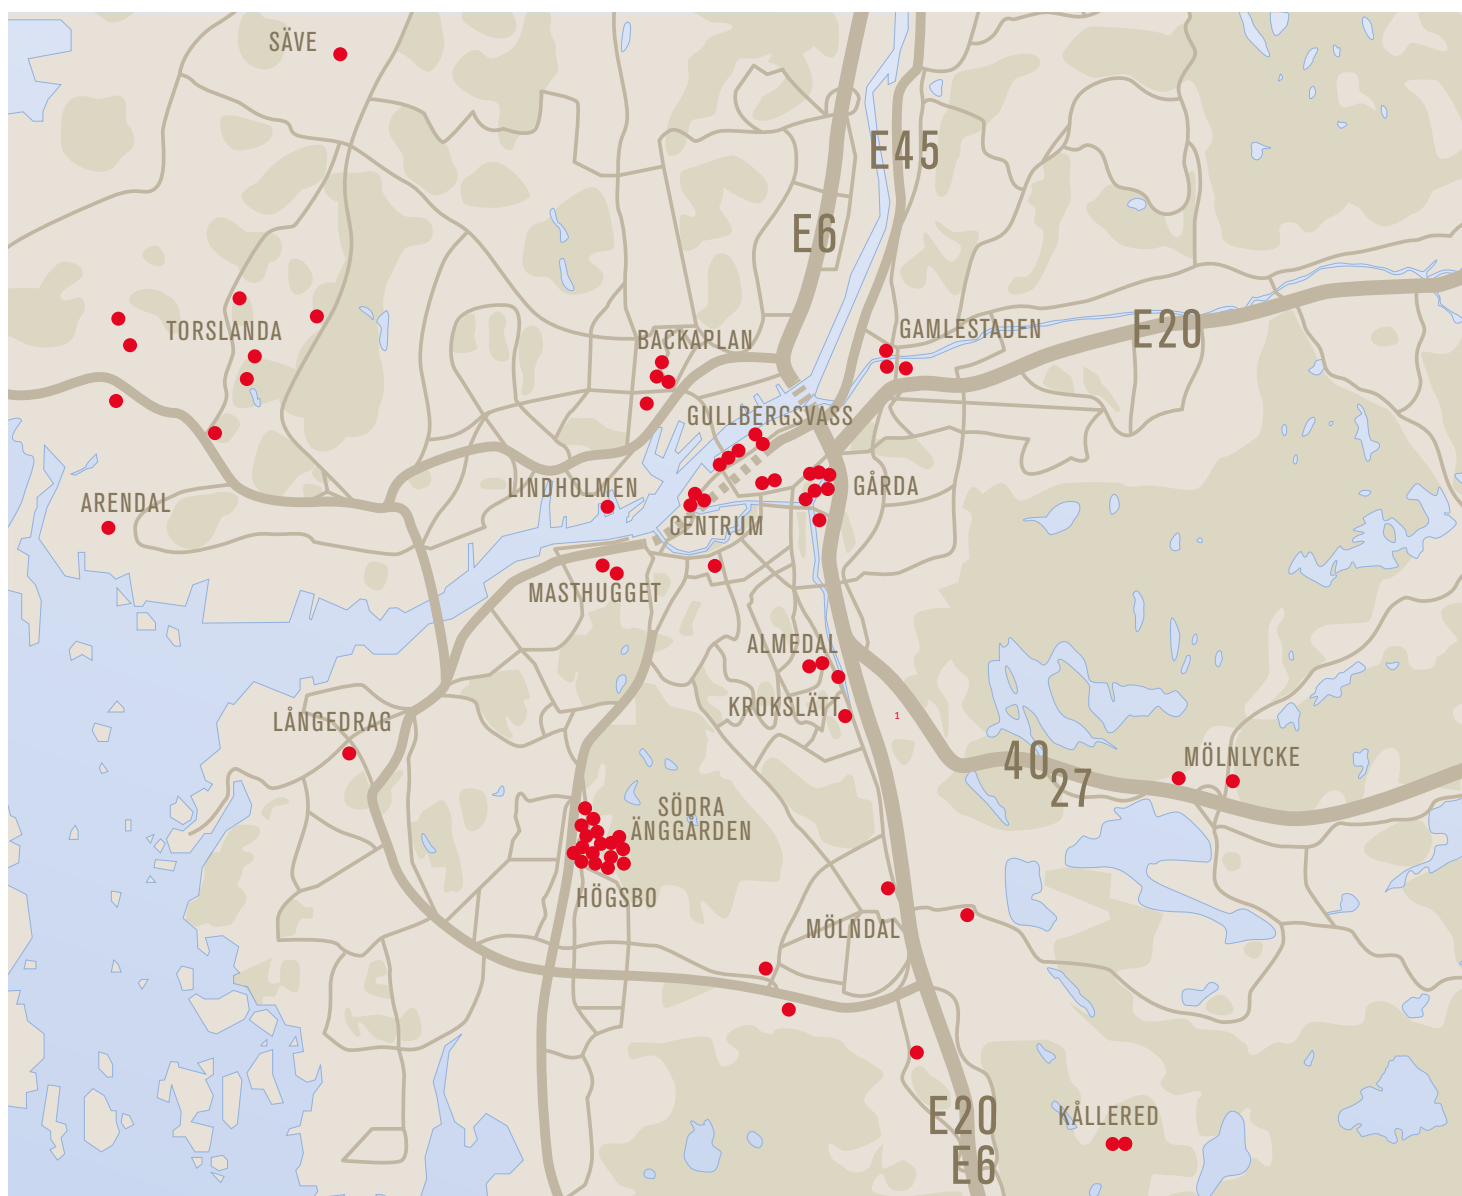 SÄVE
E45
E6
TORSLANDA
BACKAPLAN
GAMLESTADEN
E20
GULLBERGSVASS
ARENDAL
LINDHOLMEN
GÅRDA
CENTRUM
MASTHUGGET
ALMEDAL
KROKSLÄTT
1
LÅNGEDRAG
40
27
MÖLNLYCKE
SÖDRA
ÄNGGÅRDEN
HÖGSBO
MÖLNDAL
E20
E6
KÅLLERED